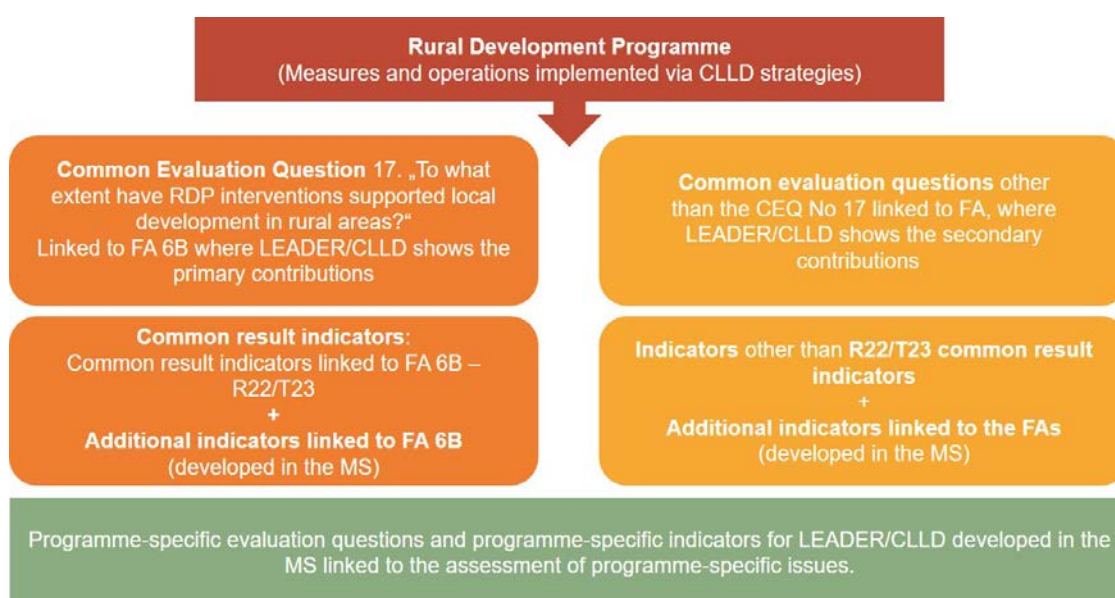 Rural Development Programme
(Measures and operations implemented via CLLD strategies)
Common Evaluation Question 17. „To what
extent have RDP interventions supported local
development in rural areas?“
Linked to FA 6B where LEADER/CLLD shows the
primary contributions
Common evaluation questions other
than the CEQ No 17 linked to FA, where
LEADER/CLLD shows the secondary
contributions
Common result indicators:
Common result indicators linked to FA 6B –
R22/T23
+
Additional indicators linked to FA 6B
(developed in the MS)
Indicators other than R22/T23 common result
indicators
+
Additional indicators linked to the FAs
(developed in the MS)
Programme-specific evaluation questions and programme-specific indicators for LEADER/CLLD developed in the
MS linked to the assessment of programme-specific issues.